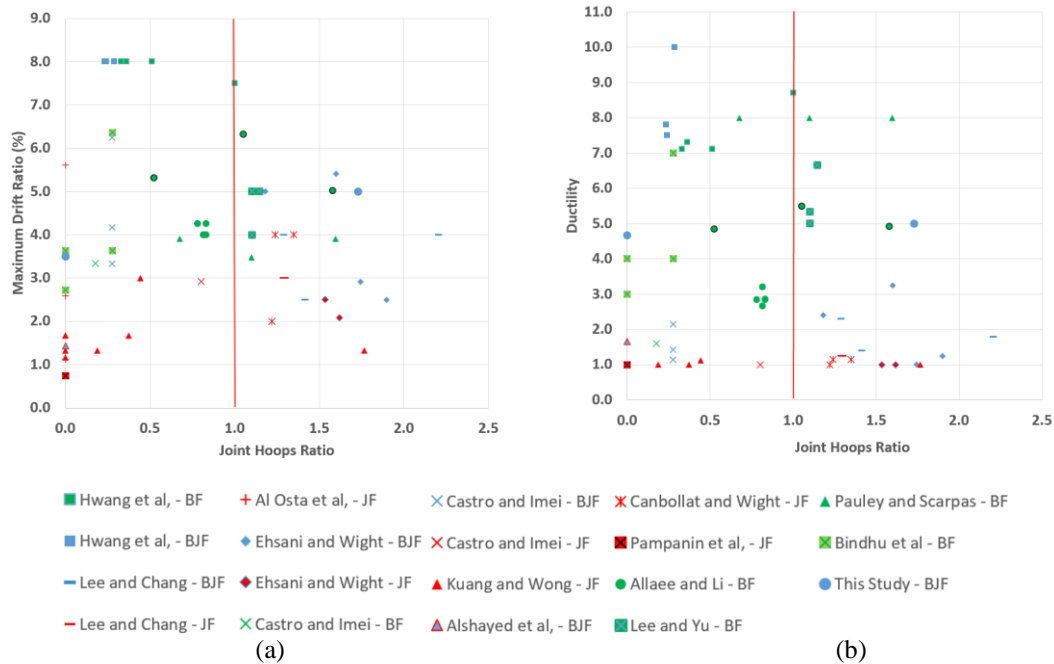 9.0
8.0
7.0
6.0
5.0
4.0
3.0
2.0
1.0
0.0
Maximum Drift Ratio (%)
0.0 0.5 1.0 1.5 2.0 2.5
Joint Hoops Ratio
11.0
10.0
9.0
8.0
7.0
6.0
5.0
4.0
3.0
2.0
1.0
0.0
Ductility
0.0 0.5 1.0 1.5 2.0 2.5
Joint Hoops Ratio
Hwang et al, - BF Al Osta et al, - JF Castro and Imei - BJF Canbollat and Wight - JF Pauley and Scarpas - BF
Hwang et al, - BJF Ehsani and Wight - BJF Castro and Imei - JF Pampanin et al, - JF Bindhu et al - BF
Lee and Chang - BJF Ehsani and Wight - JF Kuang and Wong - JF Allaee and Li - BF This Study - BJF
Lee and Chang - JF Castro and Imei - BF Alshayed et al, - BJF Lee and Yu - BF
(a) (b)